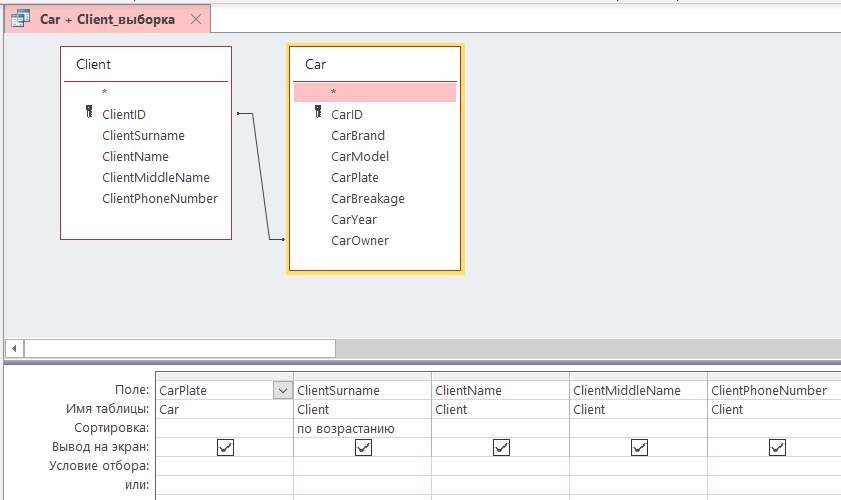 Car + Client_выборка
Client
*
ClientID
ClientSurname
ClientName
ClientMiddleName
ClientPhoneNumber
Car
*
CarID
CarBrand
CarModel
CarPlate
CarBreakage
CarYear
CarOwner
Поле: CarPlate ClientSurname ClientName ClientMiddleName ClientPhoneNumber
Имя таблицы: Car Client Client Client Client
Сортировка: по возрастанию
Вывод на экран:
Условие отбора:
или: